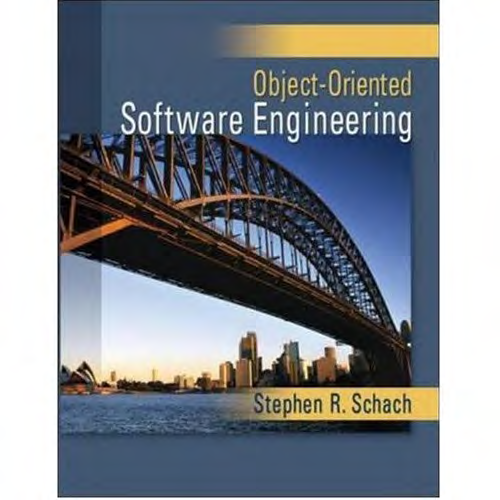 Object-Oriented
Software Engineering
Stephen R. Schach